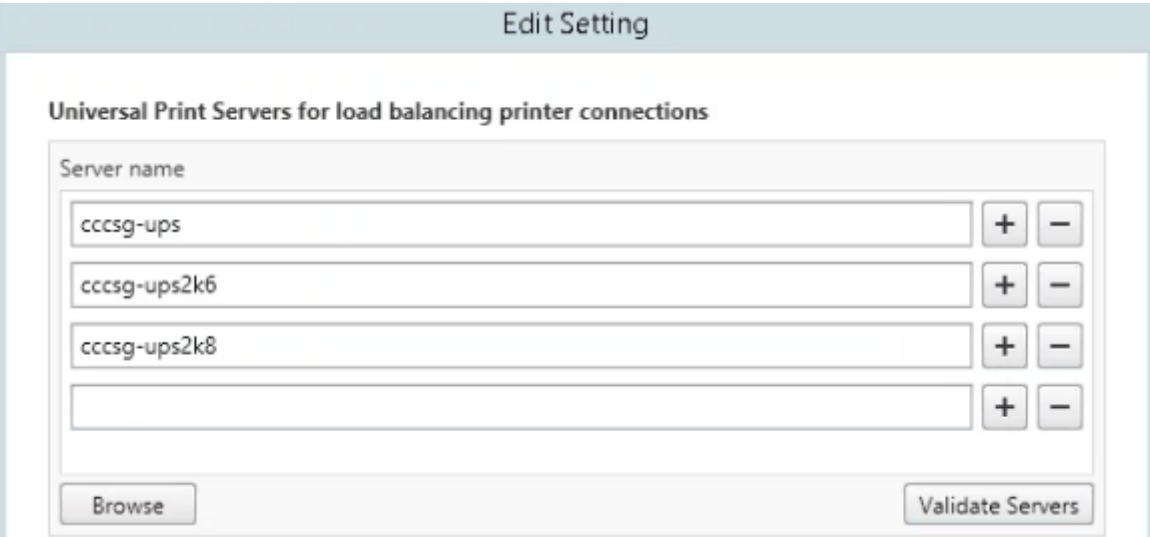 Edit Setting
Universal Print Servers for load balancing printer connections
Server name
cccsg-ups
+ −
cccsg-ups2k6
+ −
cccsg-ups2k8
+ −
+ −
Browse
Validate Servers